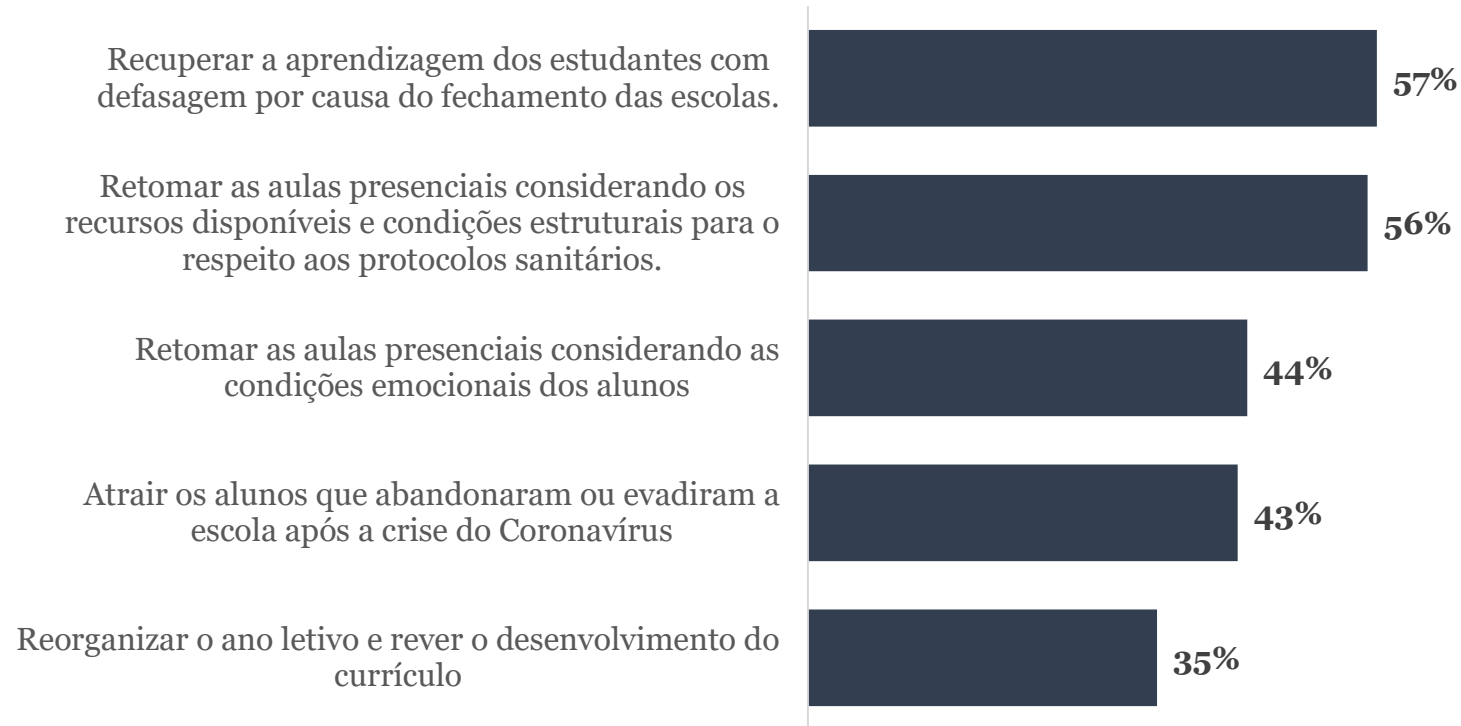 Recuperar a aprendizagem dos estudantes com
defasagem por causa do fechamento das escolas.
57%
Retomar as aulas presenciais considerando os
recursos disponíveis e condições estruturais para o
respeito aos protocolos sanitários.
56%
Retomar as aulas presenciais considerando as
condições emocionais dos alunos
44%
Atrair os alunos que abandonaram ou evadiram a
escola após a crise do Coronavírus
43%
Reorganizar o ano letivo e rever o desenvolvimento do
currículo
35%